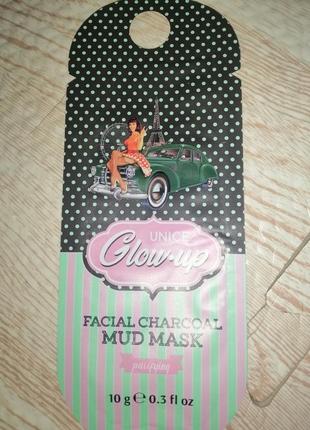 UNICE
Glow-up
FACIAL CHARCOAL
MUD MASK
purifying
10 g ℮ 0.3 fl oz